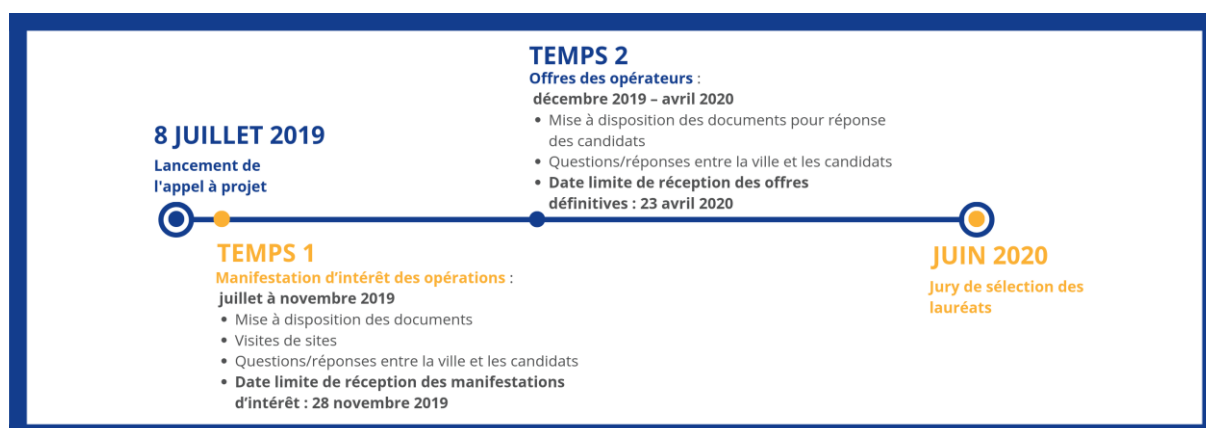 8 JUILLET 2019
Lancement de
l'appel à projet
TEMPS 1
Manifestation d'intérêt des opérations :
juillet à novembre 2019
• Mise à disposition des documents
• Visites de sites
• Questions/réponses entre la ville et les candidats
• Date limite de réception des manifestations
d'intérêt : 28 novembre 2019
TEMPS 2
Offres des opérateurs :
décembre 2019 – avril 2020
• Mise à disposition des documents pour réponse
des candidats
• Questions/réponses entre la ville et les candidats
• Date limite de réception des offres
définitives : 23 avril 2020
JUIN 2020
Jury de sélection des
lauréats